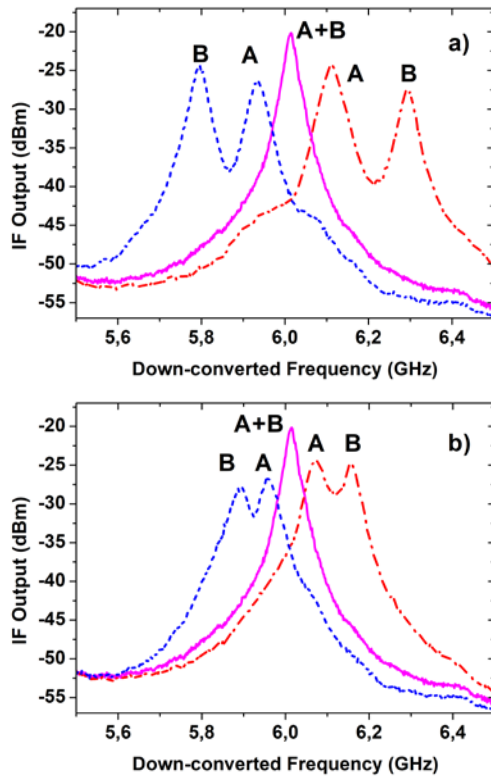 A+B
a)
B
A
A
B
-20
-25
-30
-35
-40
-45
-50
-55
IF Output (dBm)
5,6
5,8
6,0
6,2
6,4
Down-converted Frequency (GHz)
A+B
b)
B
A
A
B
-20
-25
-30
-35
-40
-45
-50
-55
IF Output (dBm)
5,6
5,8
6,0
6,2
6,4
Down-converted Frequency (GHz)